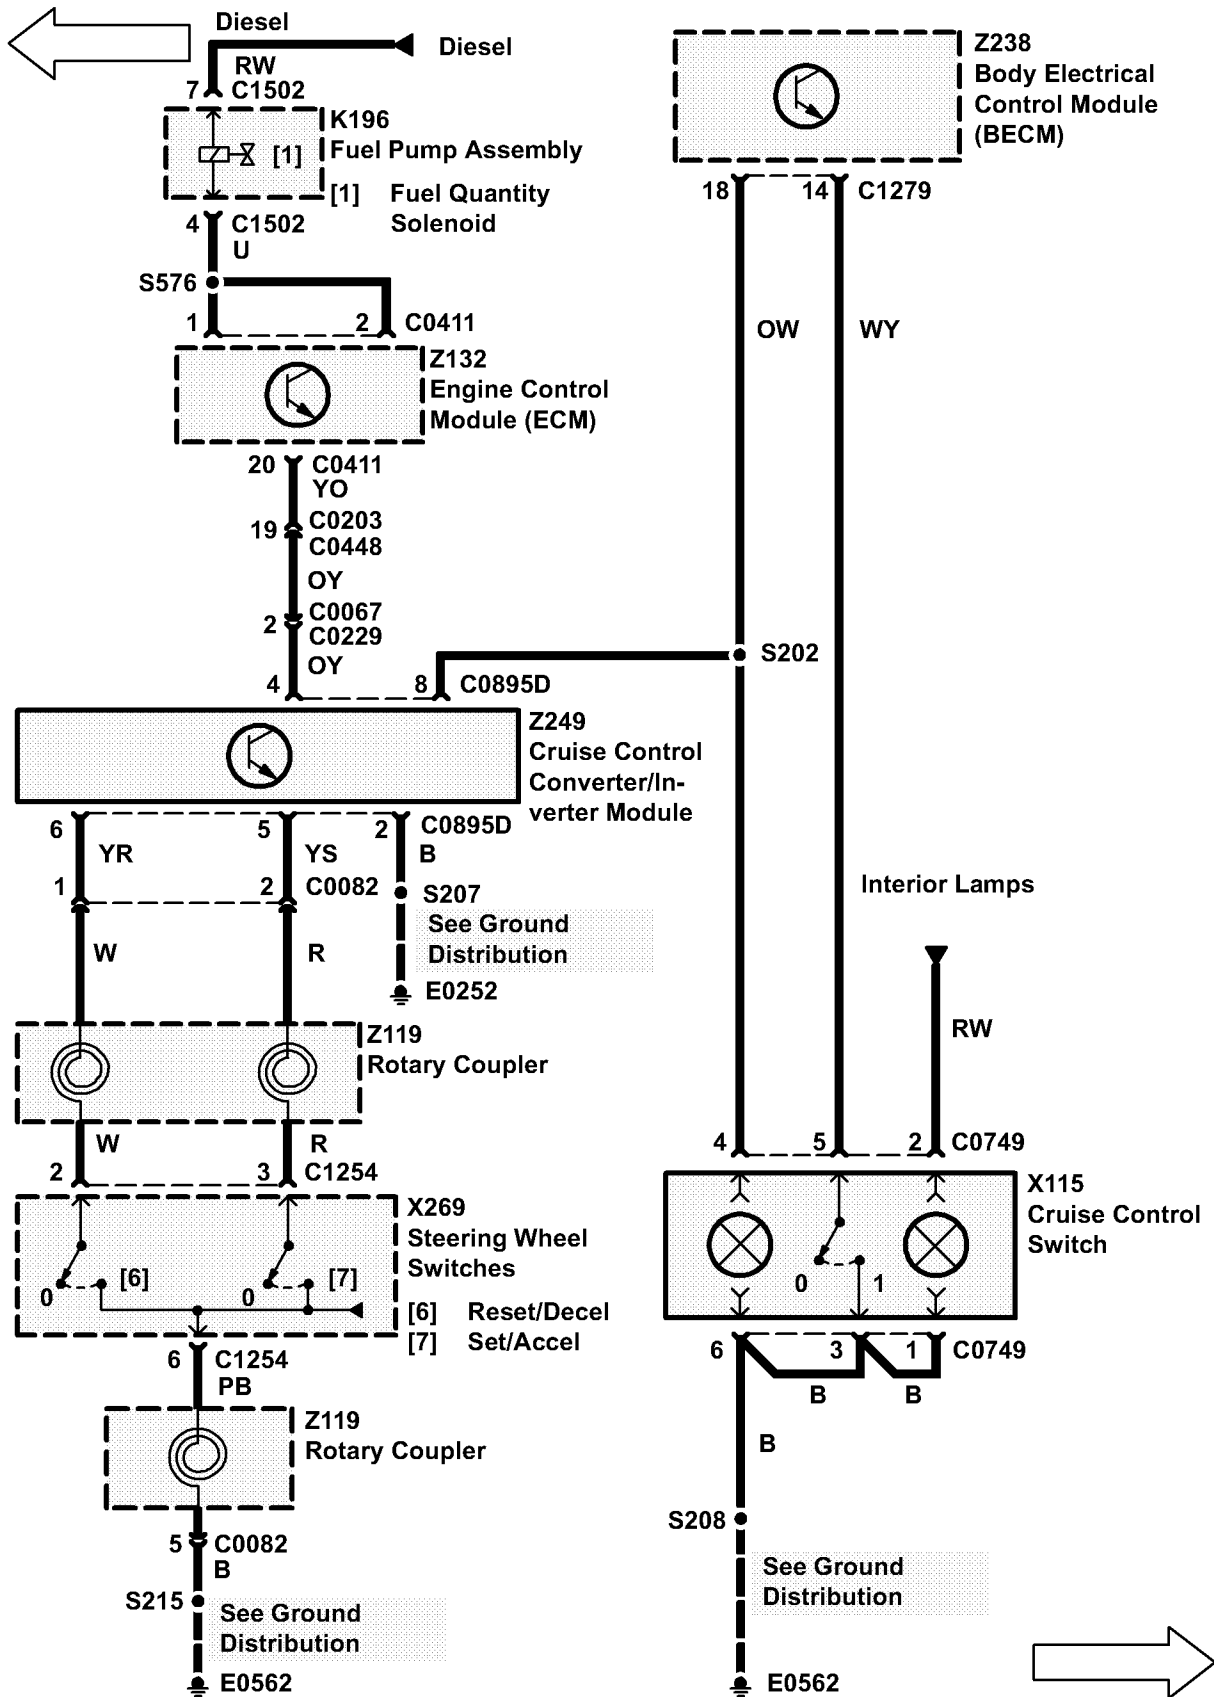 Diesel
Diesel
RW
7 C1502
K196
Fuel Pump Assembly
[1]
[1] Fuel Quantity
Solenoid
4 C1502
U
S576
1 2 C0411
Z132
Engine Control
Module (ECM)
20 C0411
YO
19 C0203
C0448
OY
2 C0067
C0229
OY
4 8 C0895D
Z249
Cruise Control
Converter/In-
verter Module
6 5 2 C0895D
YR YS B
1 2 C0082
S207
See Ground
Distribution
W R
E0252
Z119
Rotary Coupler
W R
2 3 C1254
X269
Steering Wheel
Switches
[6] [7]
0 0
[6] Reset/Decel
[7] Set/Accel
6 C1254
PB
Z119
Rotary Coupler
5 C0082
B
S215
See Ground
Distribution
E0562
Z238
Body Electrical
Control Module
(BECM)
18 14 C1279
OW WY
S202
Interior Lamps
RW
4 5 2 C0749
X115
Cruise Control
Switch
0 1
6 3 1 C0749
B B
B
S208
See Ground
Distribution
E0562